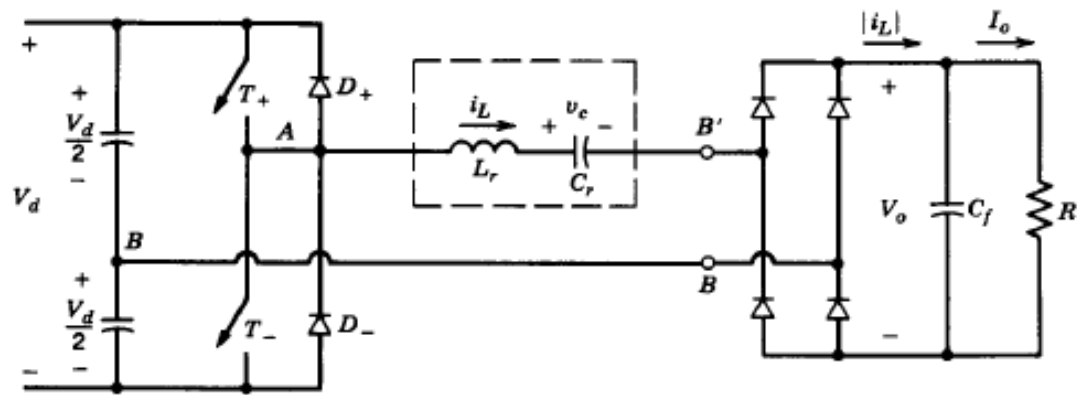 +
+
V_d
2
−
V_d
B
+
V_d
2
−
−
T_+
D_+
A
T_−
D_−
i_L
+
v_c
−
L_r
C_r
B′
B
|i_L|
I_o
+
V_o
C_f
R
−